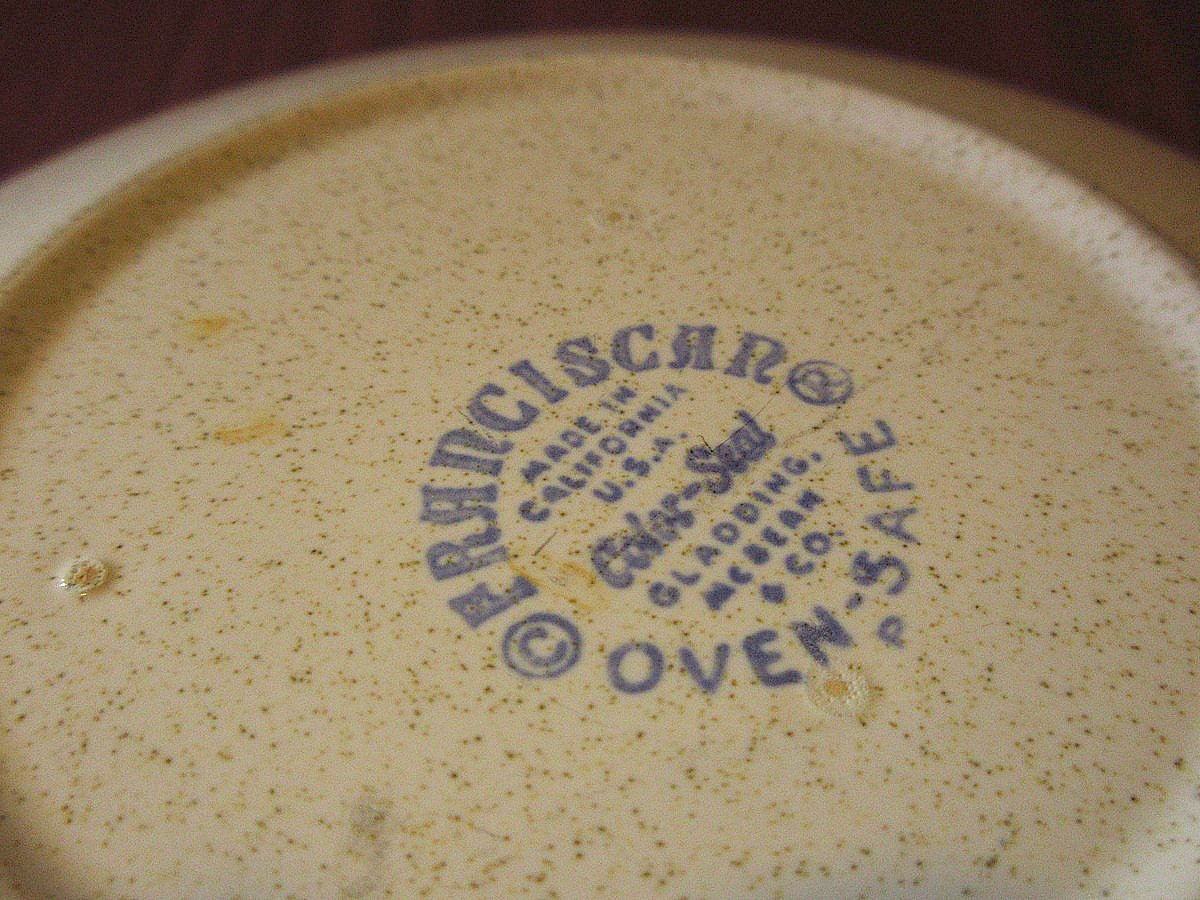 FRANCISCAN ®
MADE IN
CALIFORNIA
U.S.A.
Color-Seal
GLADDING,
McBEAN
& CO.
© OVEN-SAFE
P